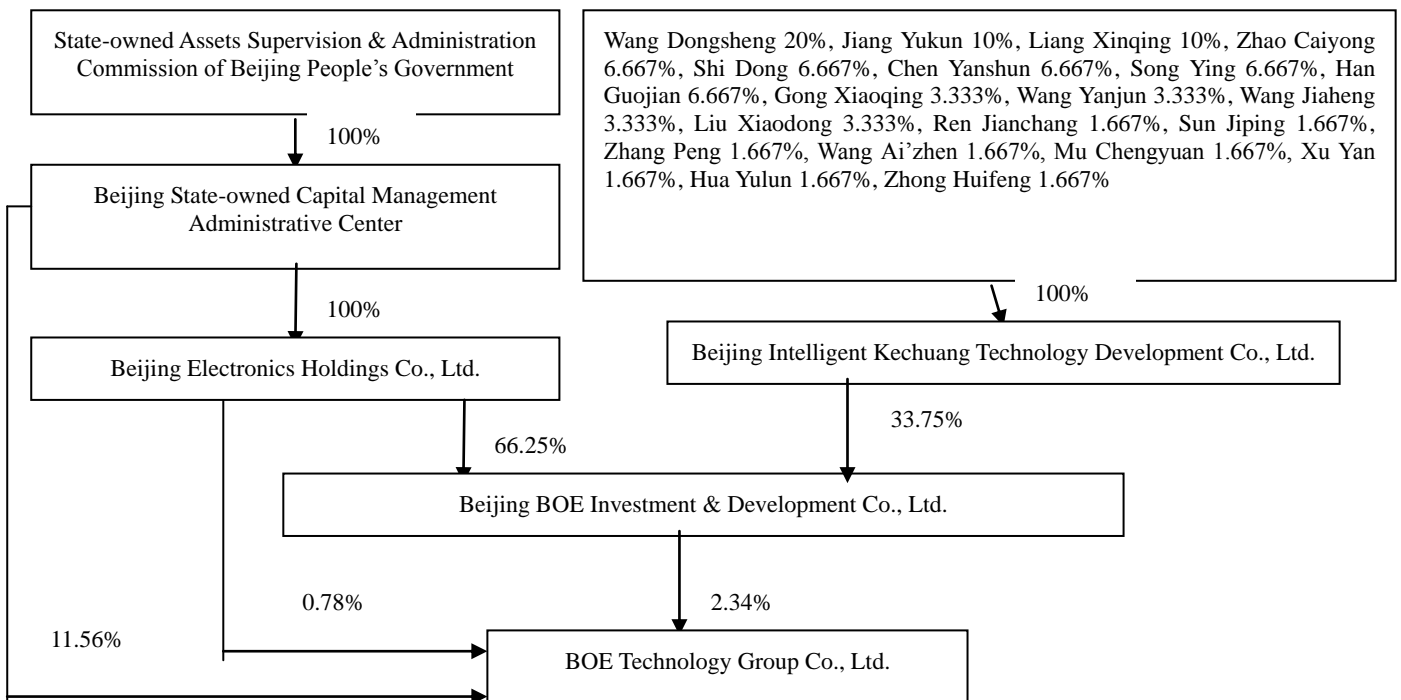 State-owned Assets Supervision & Administration
Commission of Beijing People’s Government
Wang Dongsheng 20%, Jiang Yukun 10%, Liang Xinqing 10%, Zhao Caiyong
6.667%, Shi Dong 6.667%, Chen Yanshun 6.667%, Song Ying 6.667%, Han
Guojian 6.667%, Gong Xiaoqing 3.333%, Wang Yanjun 3.333%, Wang Jiaheng
3.333%, Liu Xiaodong 3.333%, Ren Jianchang 1.667%, Sun Jiping 1.667%,
Zhang Peng 1.667%, Wang Ai’zhen 1.667%, Mu Chengyuan 1.667%, Xu Yan
1.667%, Hua Yulun 1.667%, Zhong Huifeng 1.667%
100%
Beijing State-owned Capital Management
Administrative Center
100%
100%
Beijing Electronics Holdings Co., Ltd.
Beijing Intelligent Kechuang Technology Development Co., Ltd.
66.25%
33.75%
Beijing BOE Investment & Development Co., Ltd.
0.78%
2.34%
11.56%
BOE Technology Group Co., Ltd.